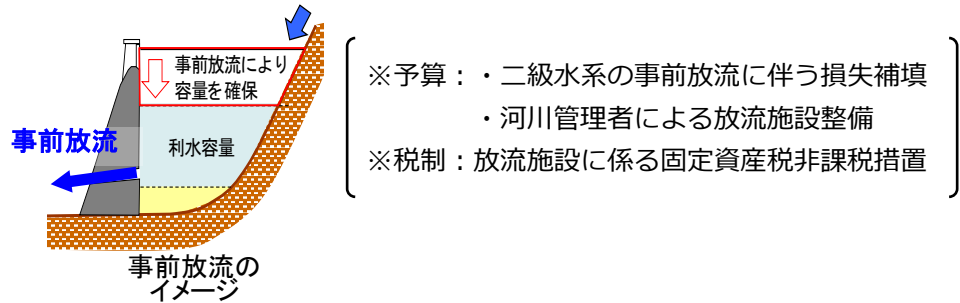 事前放流により
容量を確保
事前放流
利水容量
事前放流の
イメージ
※予算：・二級水系の事前放流に伴う損失補填
・河川管理者による放流施設整備
※税制：放流施設に係る固定資産税非課税措置